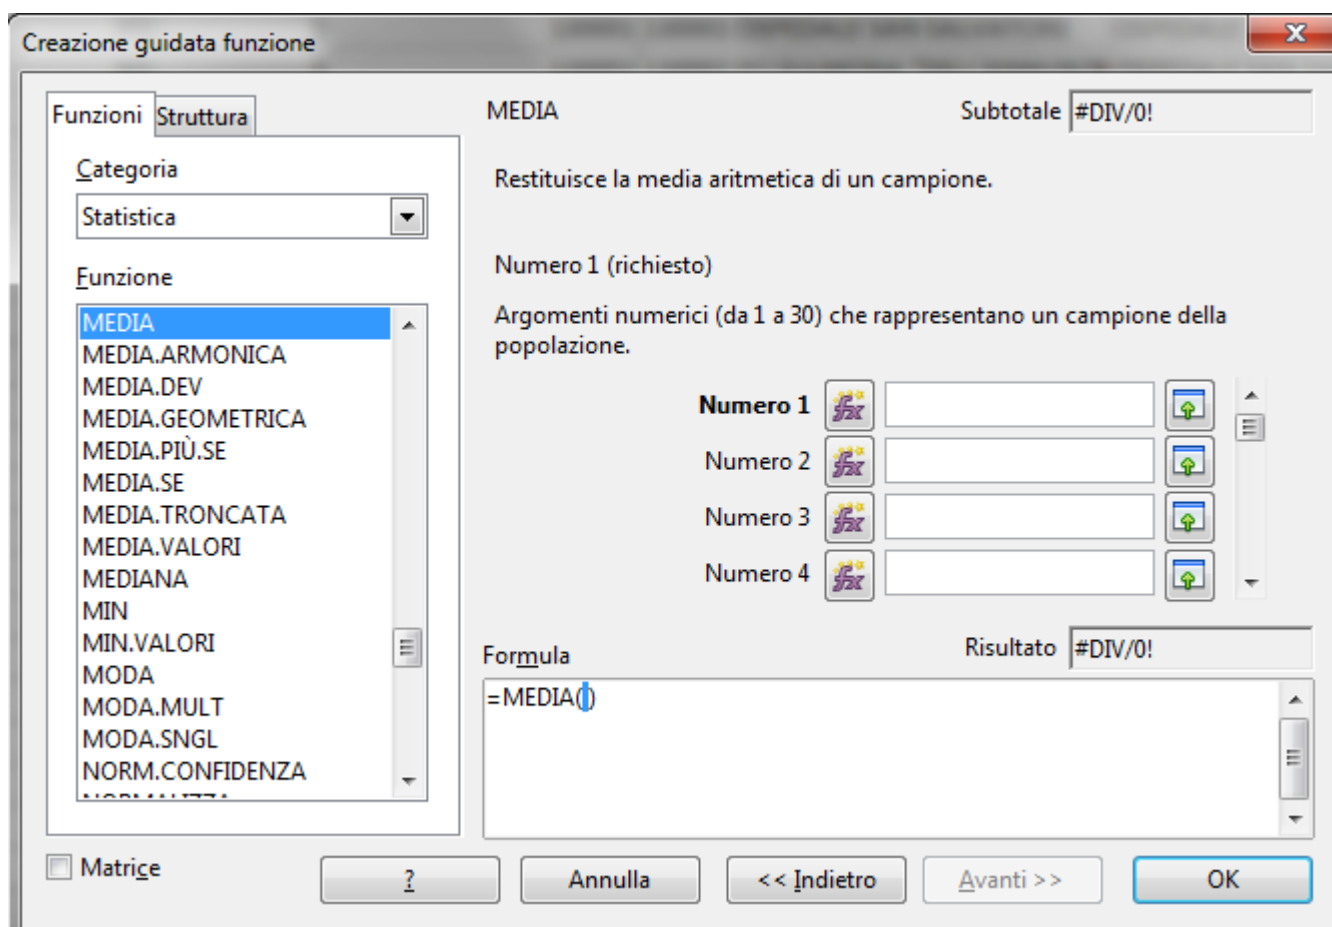 Creazione guidata funzione
Funzioni Struttura
Categoria
Statistica
Funzione
MEDIA
MEDIA.ARMONICA
MEDIA.DEV
MEDIA.GEOMETRICA
MEDIA.PIÙ.SE
MEDIA.SE
MEDIA.TRONCATA
MEDIA.VALORI
MEDIANA
MIN
MIN.VALORI
MODA
MODA.MULT
MODA.SNGL
NORM.CONFIDENZA
MEDIA
Subtotale #DIV/0!
Restituisce la media aritmetica di un campione.
Numero 1 (richiesto)
Argomenti numerici (da 1 a 30) che rappresentano un campione della
popolazione.
Numero 1
Numero 2
Numero 3
Numero 4
Formula
Risultato #DIV/0!
=MEDIA()
Matrice
?
Annulla
<< Indietro
Avanti >>
OK